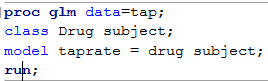 proc glm data=tap;
class Drug subject;
model taprate = drug subject;
run;